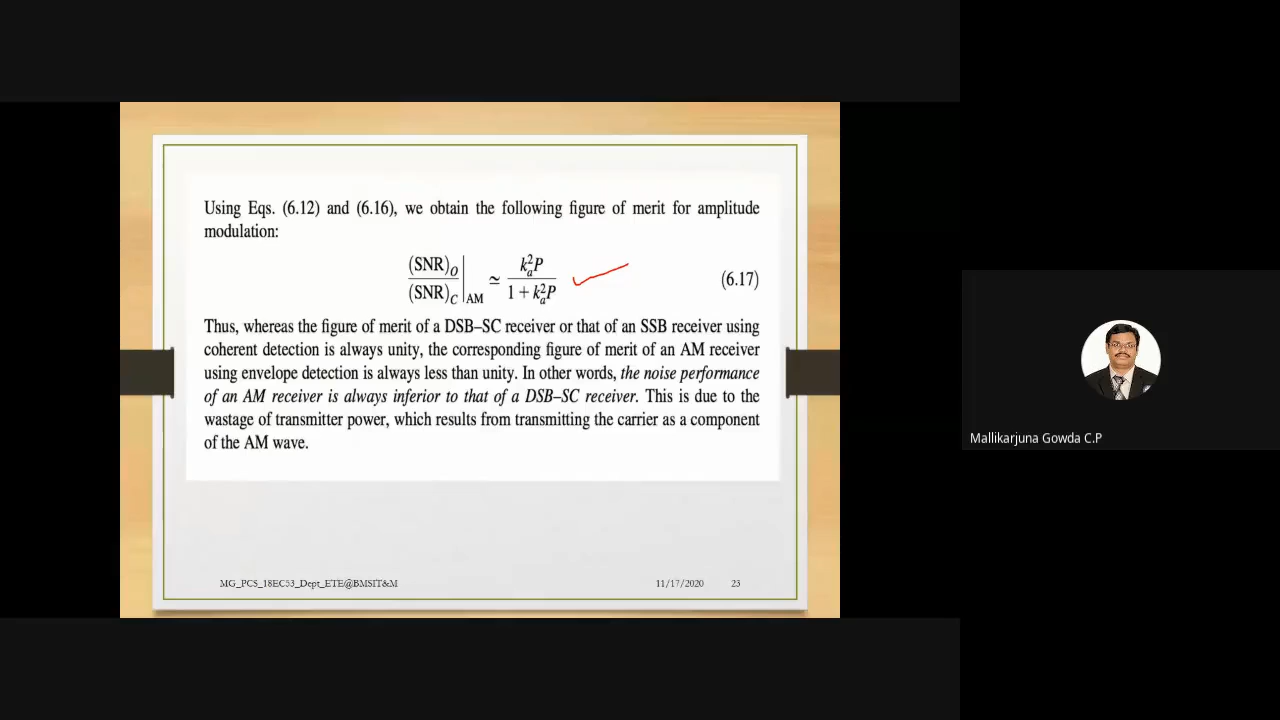 Using Eqs. (6.12) and (6.16), we obtain the following figure of merit for amplitude
modulation:
(SNR)_O / (SNR)_C |_AM ≃ k_a^2 P / 1 + k_a^2 P (6.17)
Thus, whereas the figure of merit of a DSB–SC receiver or that of an SSB receiver using
coherent detection is always unity, the corresponding figure of merit of an AM receiver
using envelope detection is always less than unity. In other words, the noise performance
of an AM receiver is always inferior to that of a DSB–SC receiver. This is due to the
wastage of transmitter power, which results from transmitting the carrier as a component
of the AM wave.
MG_PCS_18EC53_Dept_ETE@BMSIT&M 11/17/2020 23
Mallikarjuna Gowda C.P